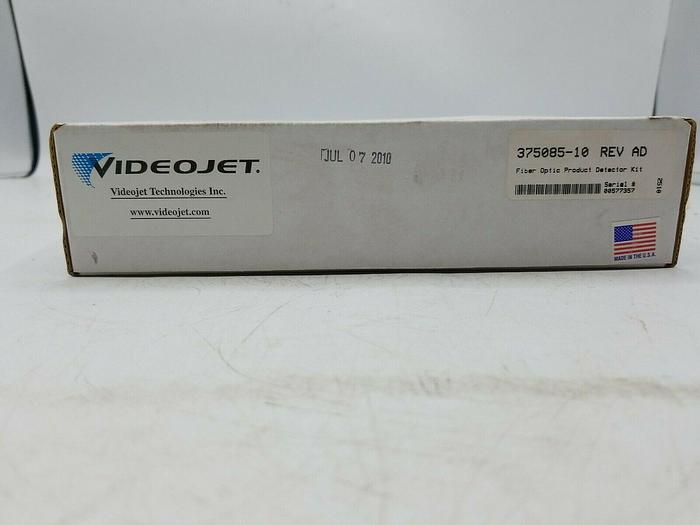 VIDEOJET.
Videojet Technologies Inc.
www.videojet.com
JUL 07 2010
375085-10 REV AD
Fiber Optic Product Detector Kit
Serial #
00577357
2510
MADE IN THE U.S.A.